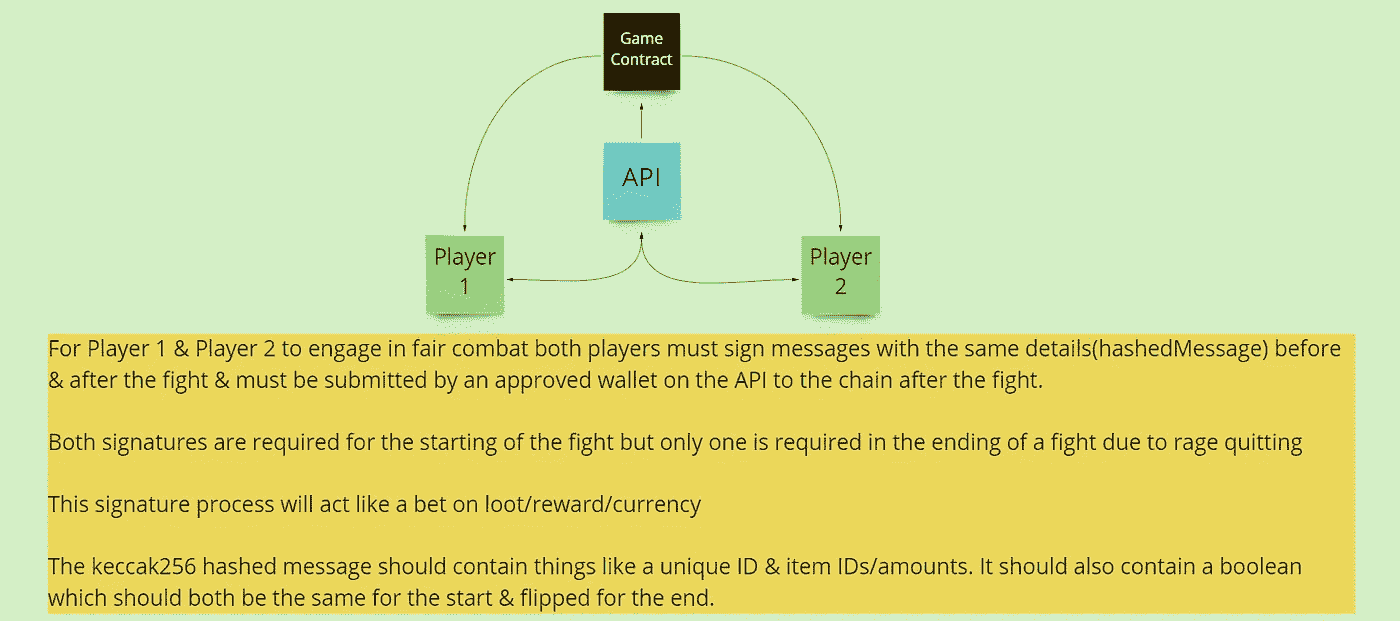 Game
Contract
API
Player
1
Player
2
For Player 1 & Player 2 to engage in fair combat both players must sign messages with the same details(hashedMessage) before
& after the fight & must be submitted by an approved wallet on the API to the chain after the fight.
Both signatures are required for the starting of the fight but only one is required in the ending of a fight due to rage quitting
This signature process will act like a bet on loot/reward/currency
The keccak256 hashed message should contain things like a unique ID & item IDs/amounts. It should also contain a boolean
which should both be the same for the start & flipped for the end.